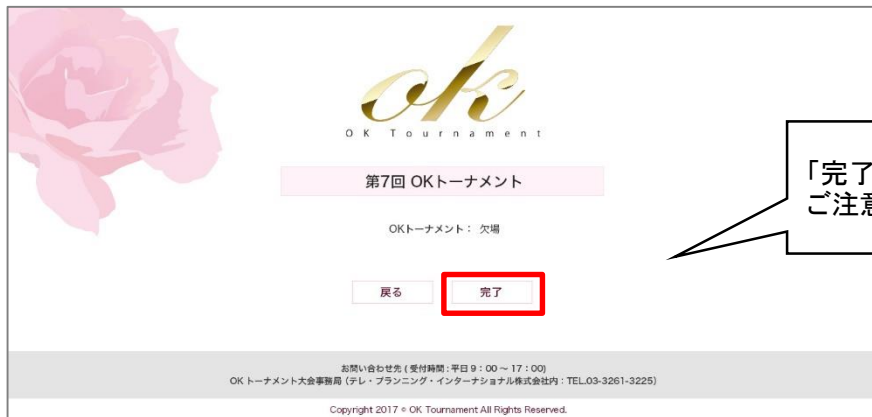 ok
OK Tournament
第7回 OKトーナメント
OKトーナメント： 欠場
戻る
完了
「完了
ご注意
お問い合わせ先 ( 受付時間 : 平日 9：00 ～ 17：00)
OK トーナメント大会事務局（テレ・プランニング・インターナショナル株式会社内：TEL.03-3261-3225）
Copyright 2017 © OK Tournament All Rights Reserved.